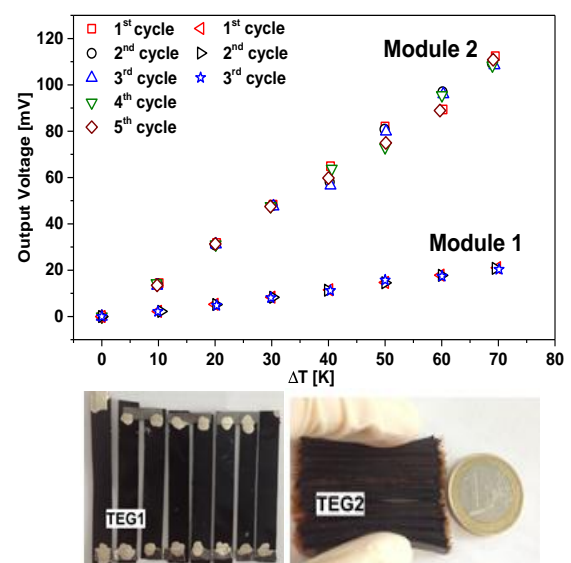 120
100
80
60
40
20
0
Output Voltage [mV]
1st cycle
2nd cycle
3rd cycle
4th cycle
5th cycle
1st cycle
2nd cycle
3rd cycle
Module 2
Module 1
0 10 20 30 40 50 60 70 80
ΔT [K]
TEG1
TEG2